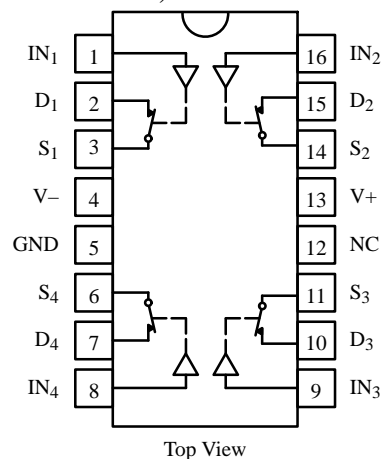 IN1 1 16 IN2
D1 2 15 D2
S1 3 14 S2
V– 4 13 V+
GND 5 12 NC
S4 6 11 S3
D4 7 10 D3
IN4 8 9 IN3
Top View